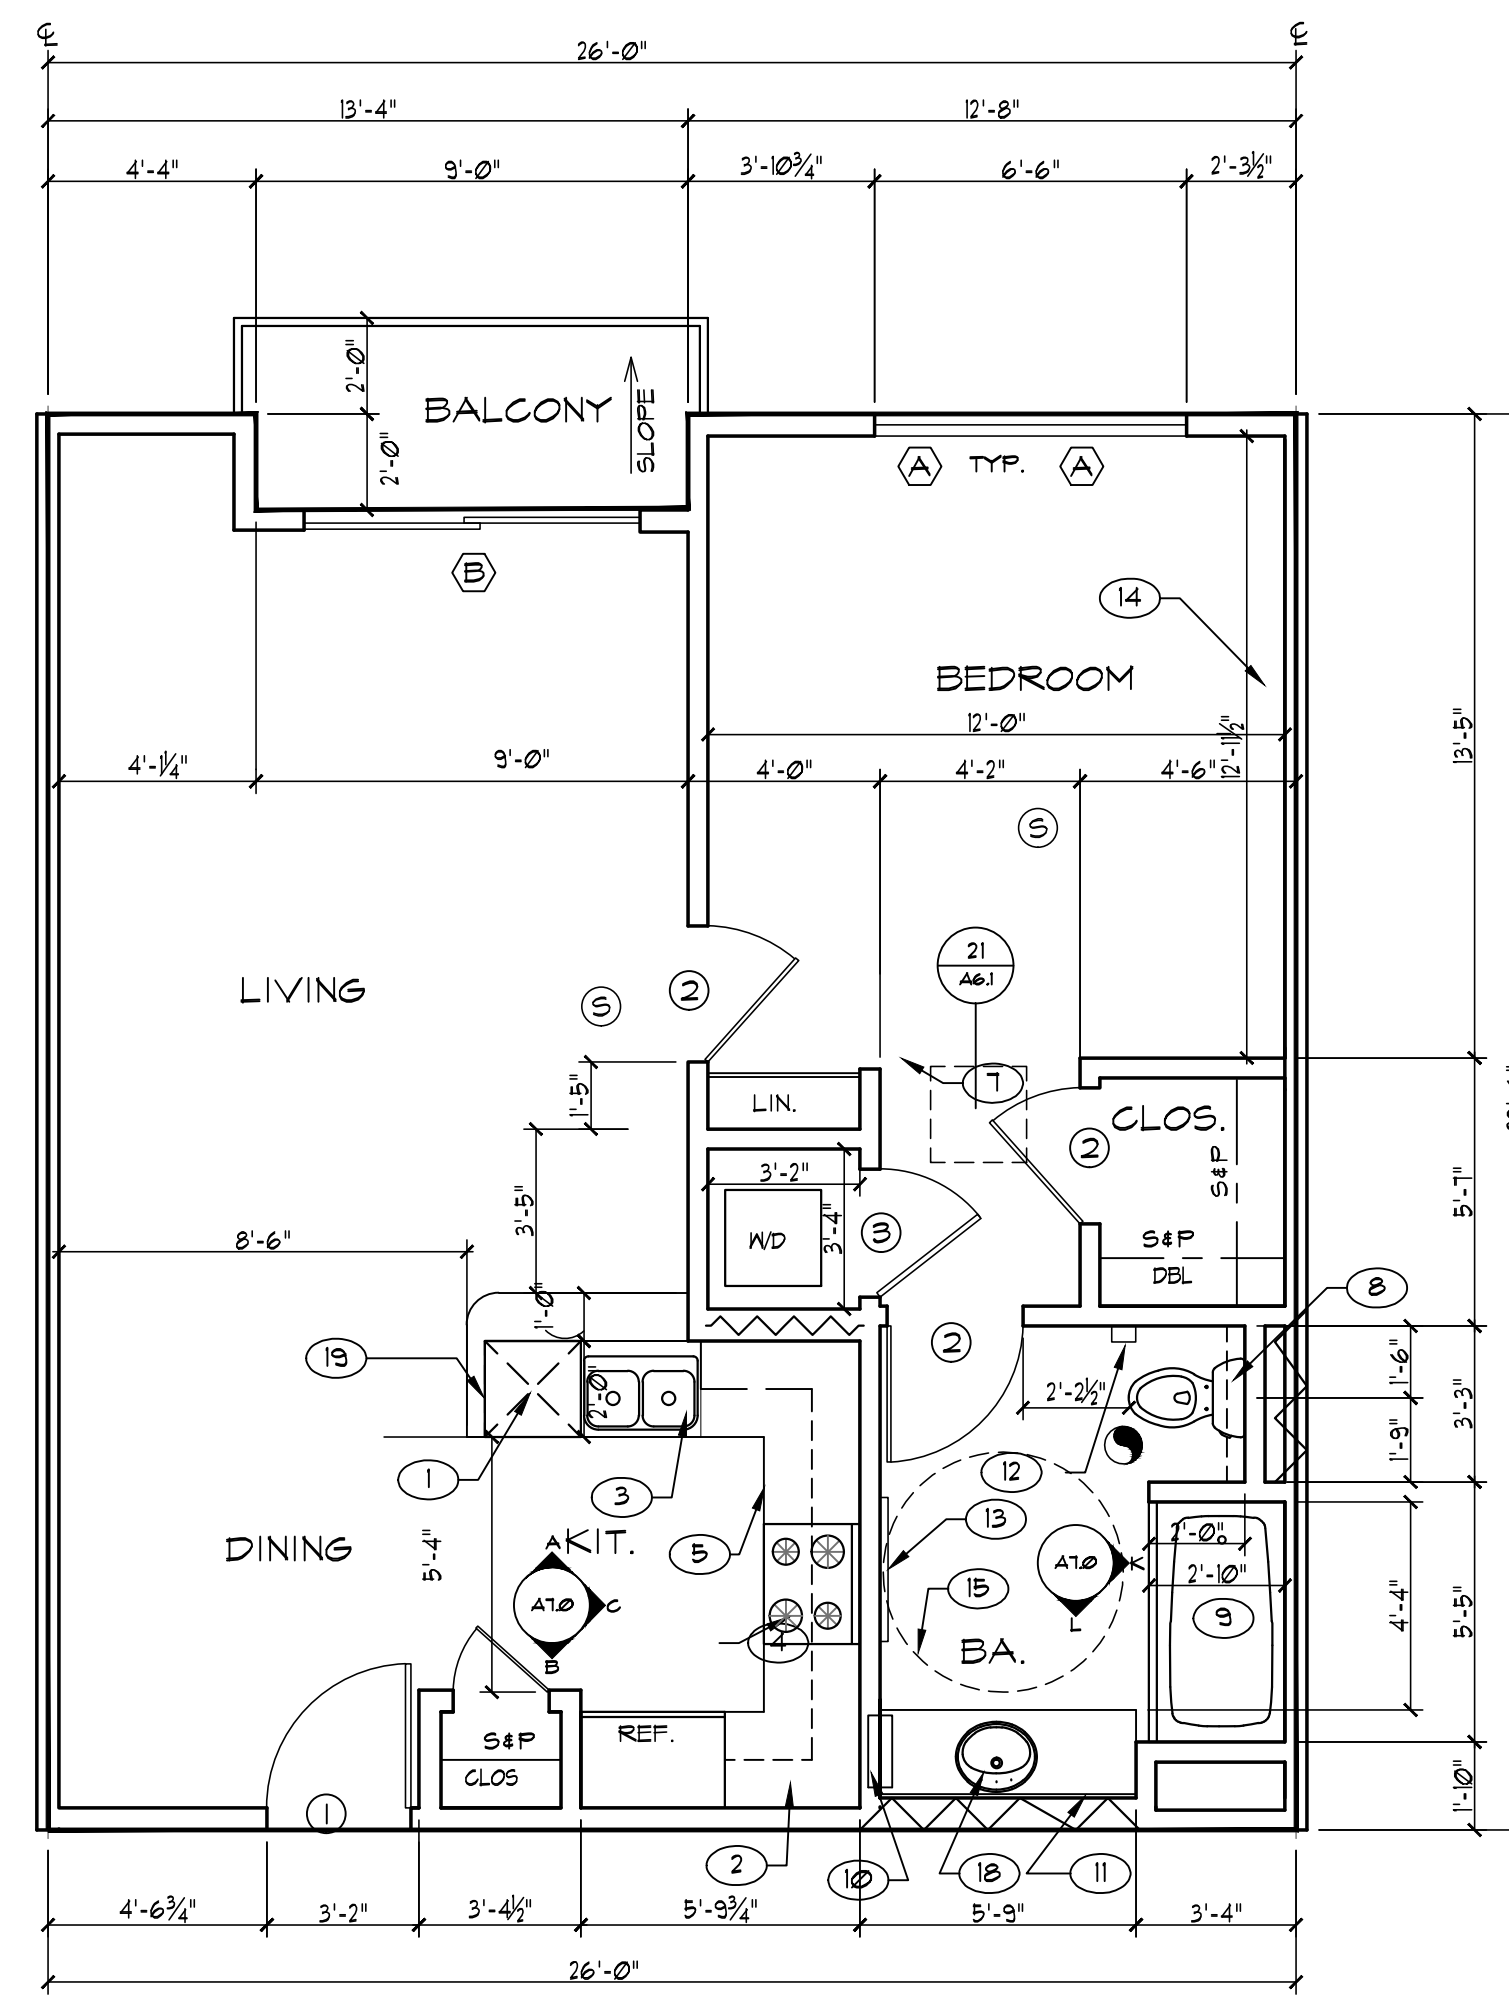 ℄ ℄
26'-0"
13'-4" 12'-8"
4'-4" 9'-0" 3'-10¾" 6'-6" 2'-3½"
2'-0"
BALCONY
SLOPE
2'-0"
A TYP. A
B
14
BEDROOM
12'-0"
12'-11½"
13'-5"
4'-1¼" 9'-0" 4'-0" 4'-2" 4'-6"
S
21
A6.1
LIVING
S
2
7
1'-5"
LIN.
CLOS.
2
S&P
5'-7"
3'-2"
3'-5"
3'-4"
W/D
3
S&P
DBL
8'-6"
8
1'-0"
2
19
1'-6"
2'-0"
2'-2½"
3'-3"
1'-9"
1
3
12
13
2'-0"
DINING
5'-4"
A
KIT.
5
A7.0
K
2'-10"
A7.0
C
15
9
L
4'-4"
5'-5"
4
BA.
B
S&P
REF.
CLOS
1'-10"
1
2
10
18
11
4'-6¾" 3'-2" 3'-4½" 5'-9¾" 5'-9" 3'-4"
26'-0"